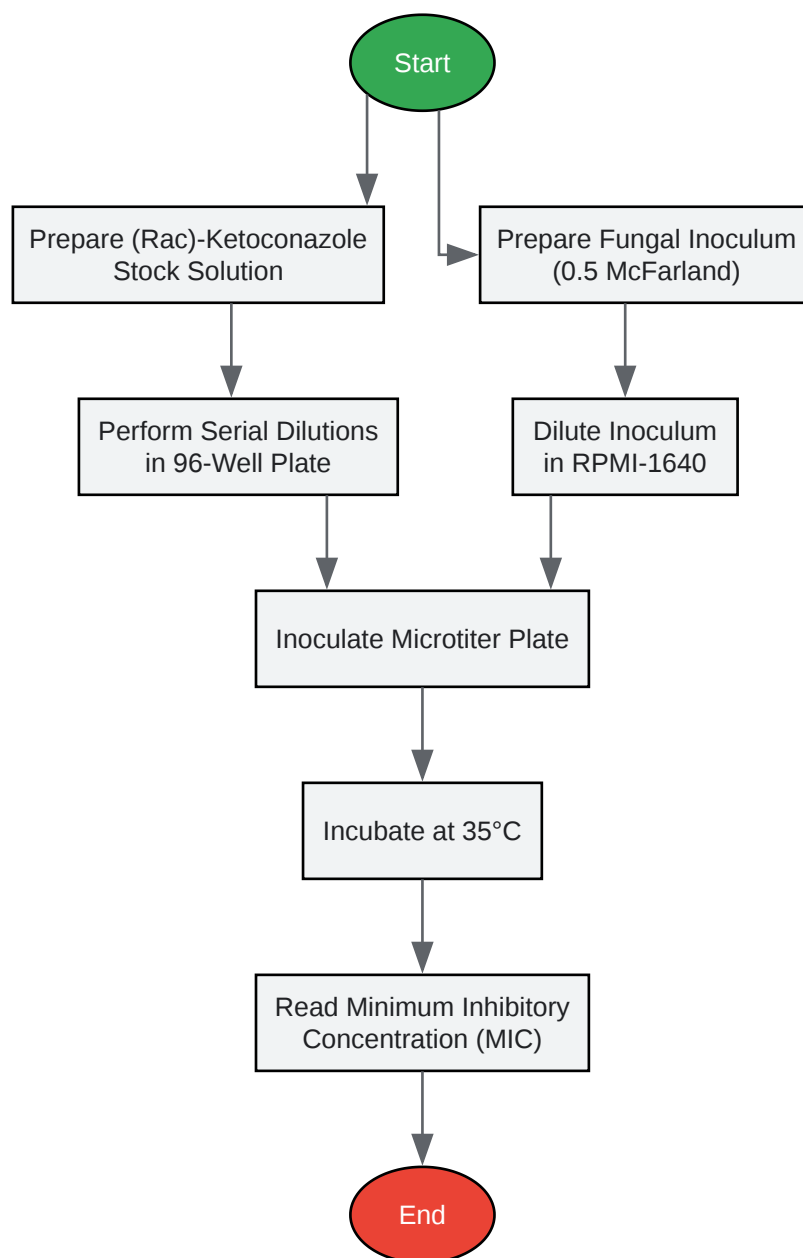 Start
Prepare (Rac)-Ketoconazole
Stock Solution
Prepare Fungal Inoculum
(0.5 McFarland)
Perform Serial Dilutions
in 96-Well Plate
Dilute Inoculum
in RPMI-1640
Inoculate Microtiter Plate
Incubate at 35°C
Read Minimum Inhibitory
Concentration (MIC)
End